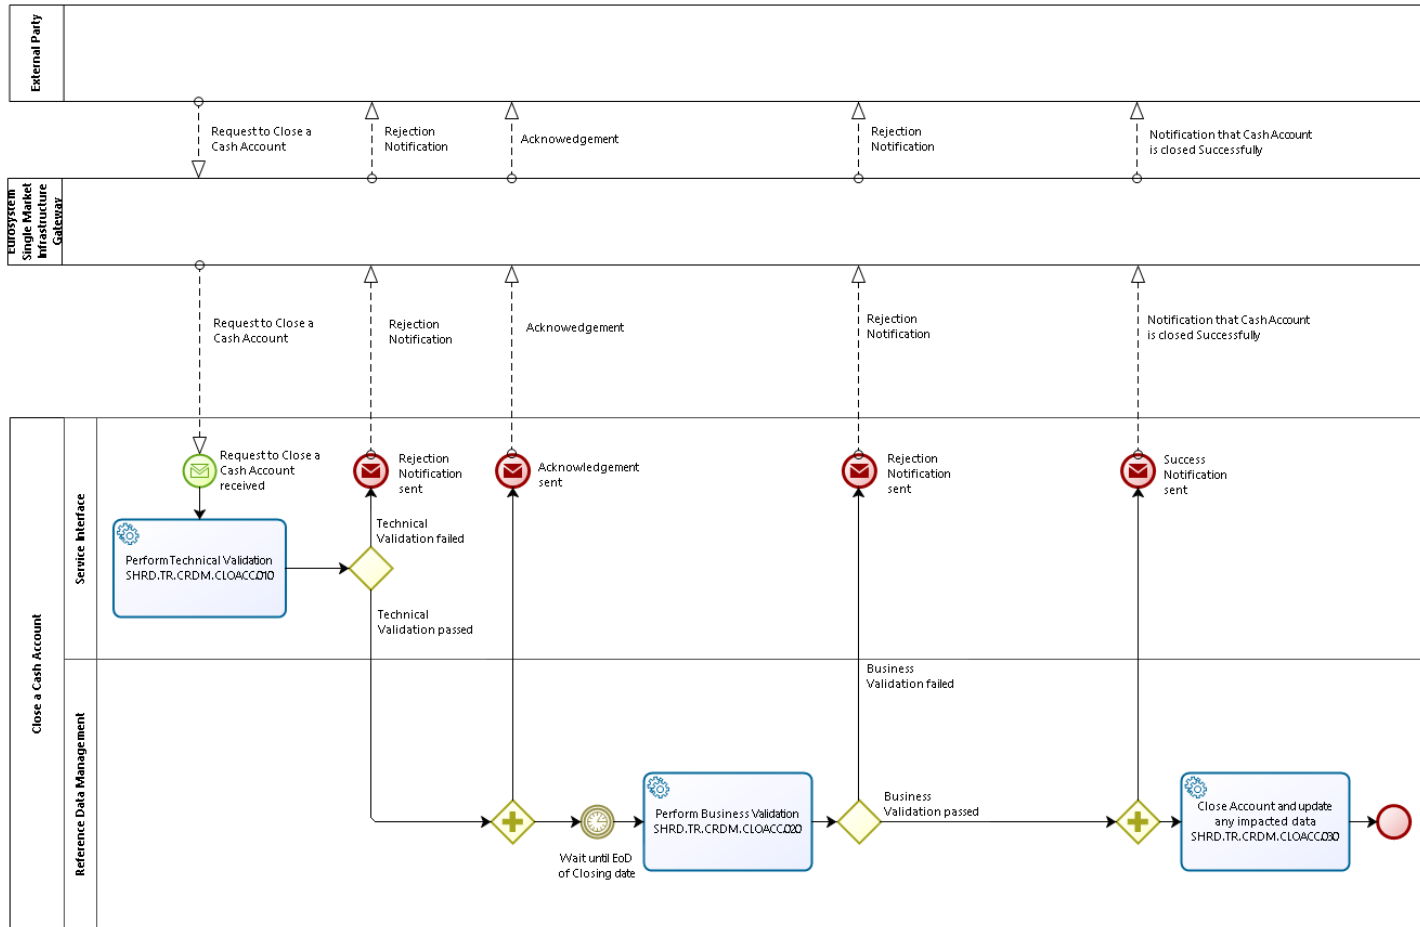 External Party
Request to Close a
Cash Account
Rejection
Notification
Acknowedgement
Rejection
Notification
Notification that Cash Account
is closed Successfully
Eurosystem
Single Market
Infrastructure
Gateway
Request to Close a
Cash Account
Rejection
Notification
Acknowedgement
Rejection
Notification
Notification that Cash Account
is closed Successfully
Close a Cash Account
Service Interface
Request to Close a
Cash Account
received
Rejection
Notification
sent
Acknowledgement
sent
Rejection
Notification
sent
Success
Notification
sent
Perform Technical Validation
SHRD.TR.CRDM.CLOACC.010
Technical
Validation failed
Technical
Validation passed
Reference Data Management
Business
Validation failed
Wait until EoD
of Closing date
Perform Business Validation
SHRD.TR.CRDM.CLOACC.020
Business
Validation passed
Close Account and update
any impacted data
SHRD.TR.CRDM.CLOACC.030